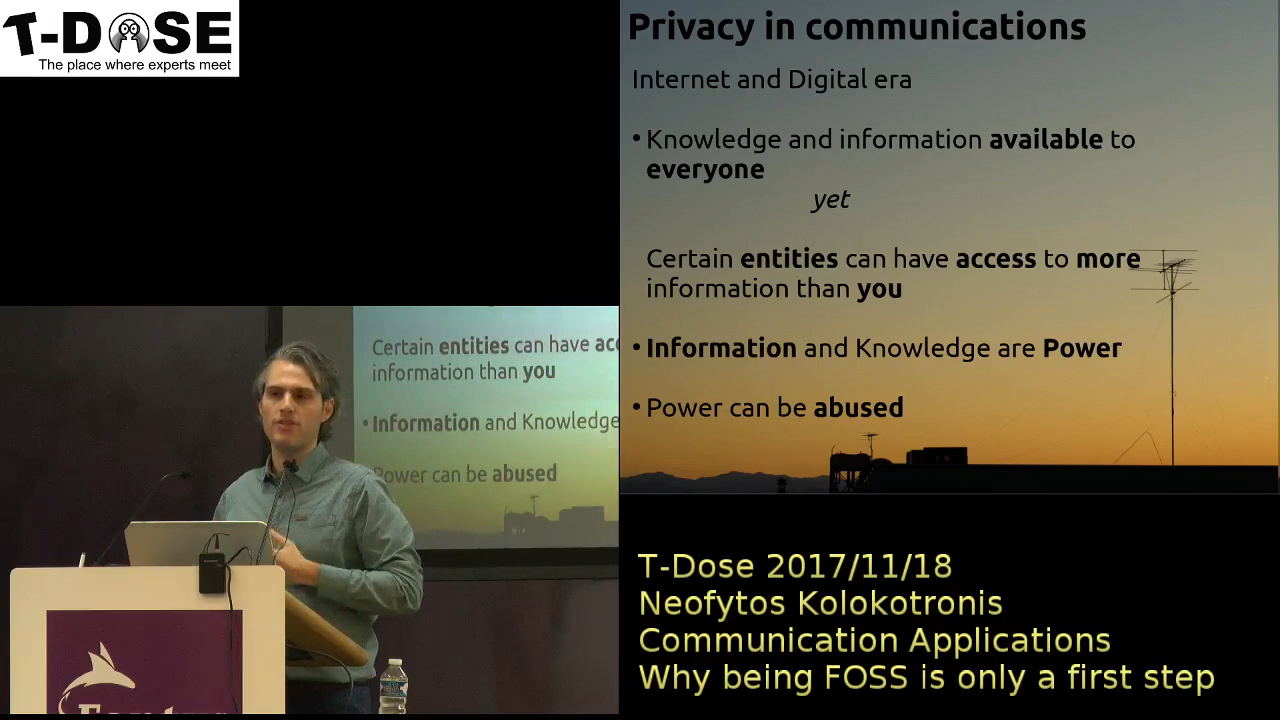 T-DOSE
The place where experts meet
Privacy in communications
Internet and Digital era
• Knowledge and information available to
everyone
yet
Certain entities can have access to more
information than you
• Information and Knowledge are Power
• Power can be abused
Certain entities can have acc
information than you
• Information and Knowledge
Power can be abused
T-Dose 2017/11/18
Neofytos Kolokotronis
Communication Applications
Why being FOSS is only a first step